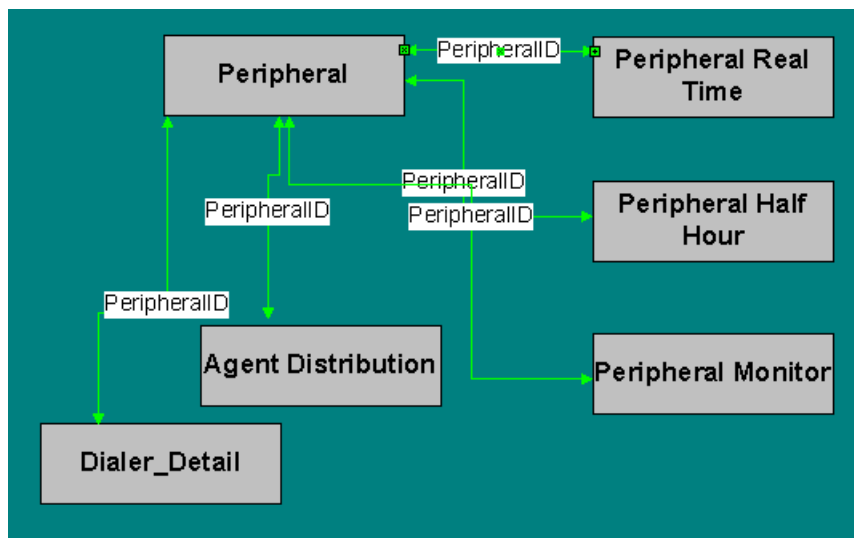 Peripheral
PeripheralID
Peripheral Real
Time
PeripheralID
PeripheralID
PeripheralID
Peripheral Half
Hour
PeripheralID
Agent Distribution
Peripheral Monitor
Dialer_Detail